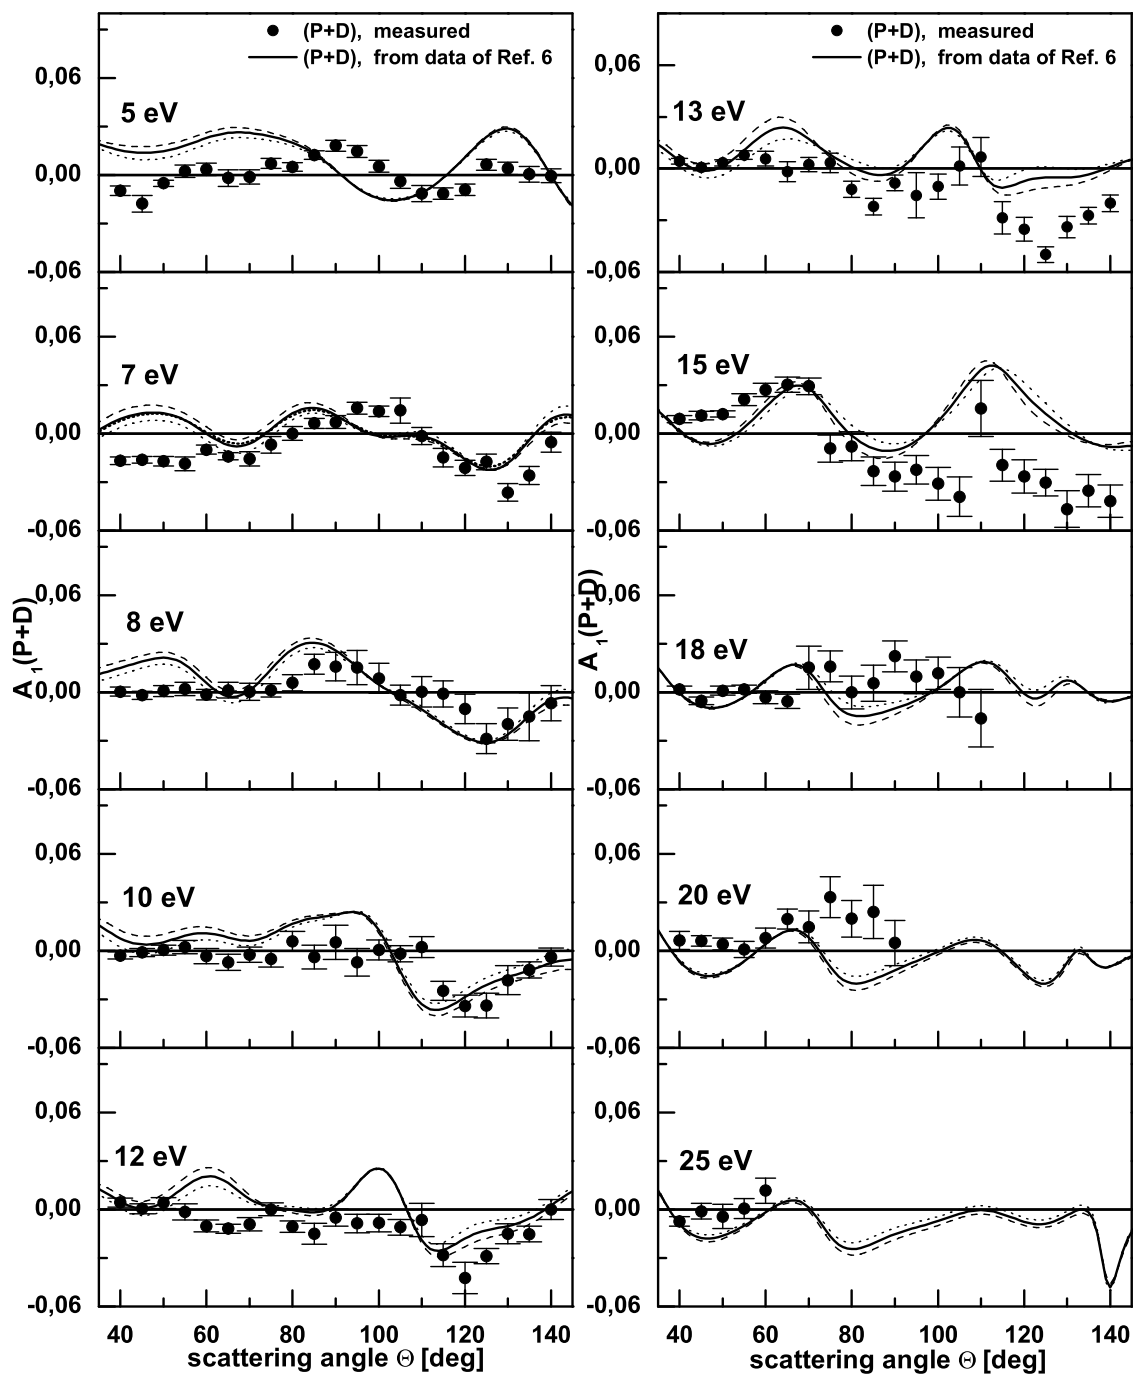 (P+D), measured
(P+D), from data of Ref. 6
0,06
5 eV
0,00
-0,06
0,06
7 eV
0,00
-0,06
0,06
8 eV
0,00
-0,06
0,06
10 eV
0,00
-0,06
0,06
12 eV
0,00
-0,06
A1(P+D)
40 60 80 100 120 140
scattering angle Θ [deg]
(P+D), measured
(P+D), from data of Ref. 6
0,06
13 eV
0,00
-0,06
0,06
15 eV
0,00
-0,06
0,06
18 eV
0,00
-0,06
0,06
20 eV
0,00
-0,06
0,06
25 eV
0,00
-0,06
A1(P+D)
40 60 80 100 120 140
scattering angle Θ [deg]